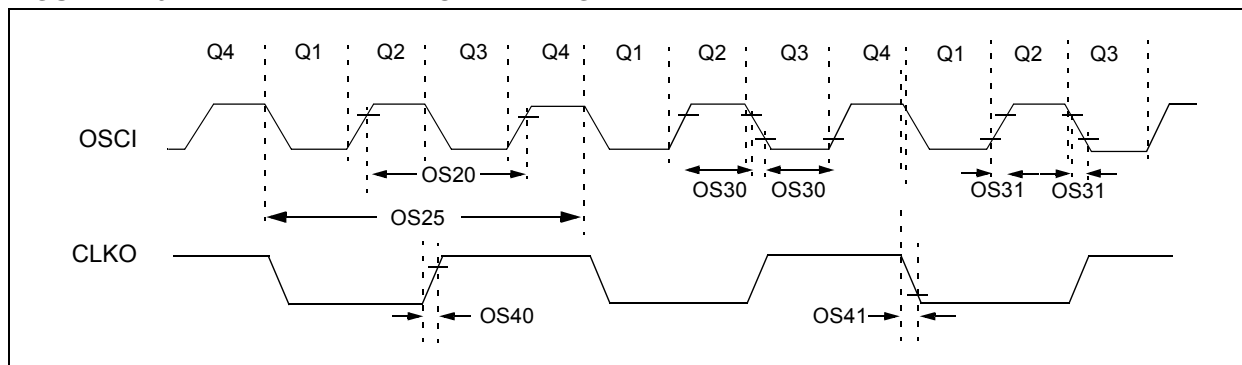 Q4 Q1 Q2 Q3 Q4 Q1 Q2 Q3 Q4 Q1 Q2 Q3
OSCI
OS20
OS30 OS30
OS31 OS31
OS25
CLKO
OS40
OS41